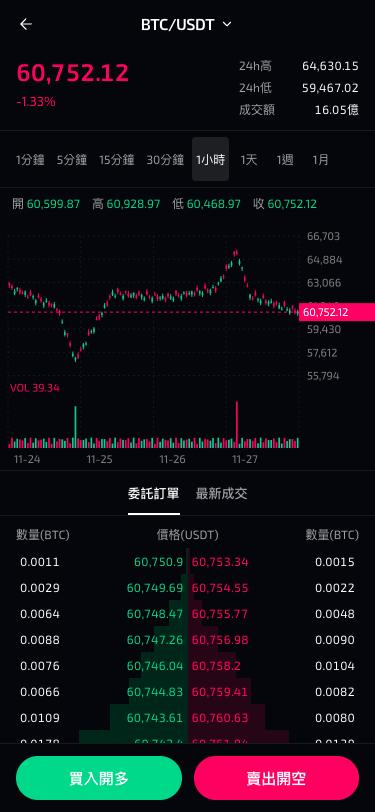 BTC/USDT
60,752.12
-1.33%
24h高 64,630.15
24h低 59,467.02
成交額 16.05億
1分鐘 5分鐘 15分鐘 30分鐘 1小時 1天 1週 1月
開 60,599.87 高 60,928.97 低 60,468.97 收 60,752.12
66,703
64,884
63,066
60,752.12
59,430
57,612
55,794
VOL 39.34
11-24 11-25 11-26 11-27
委託訂單 最新成交
數量(BTC) 價格(USDT) 數量(BTC)
0.0011 60,750.9 60,753.34 0.0015
0.0029 60,749.69 60,754.55 0.0022
0.0064 60,748.47 60,755.77 0.0048
0.0088 60,747.26 60,756.98 0.0090
0.0076 60,746.04 60,758.2 0.0104
0.0066 60,744.83 60,759.41 0.0082
0.0109 60,743.61 60,760.63 0.0080
買入開多 賣出開空